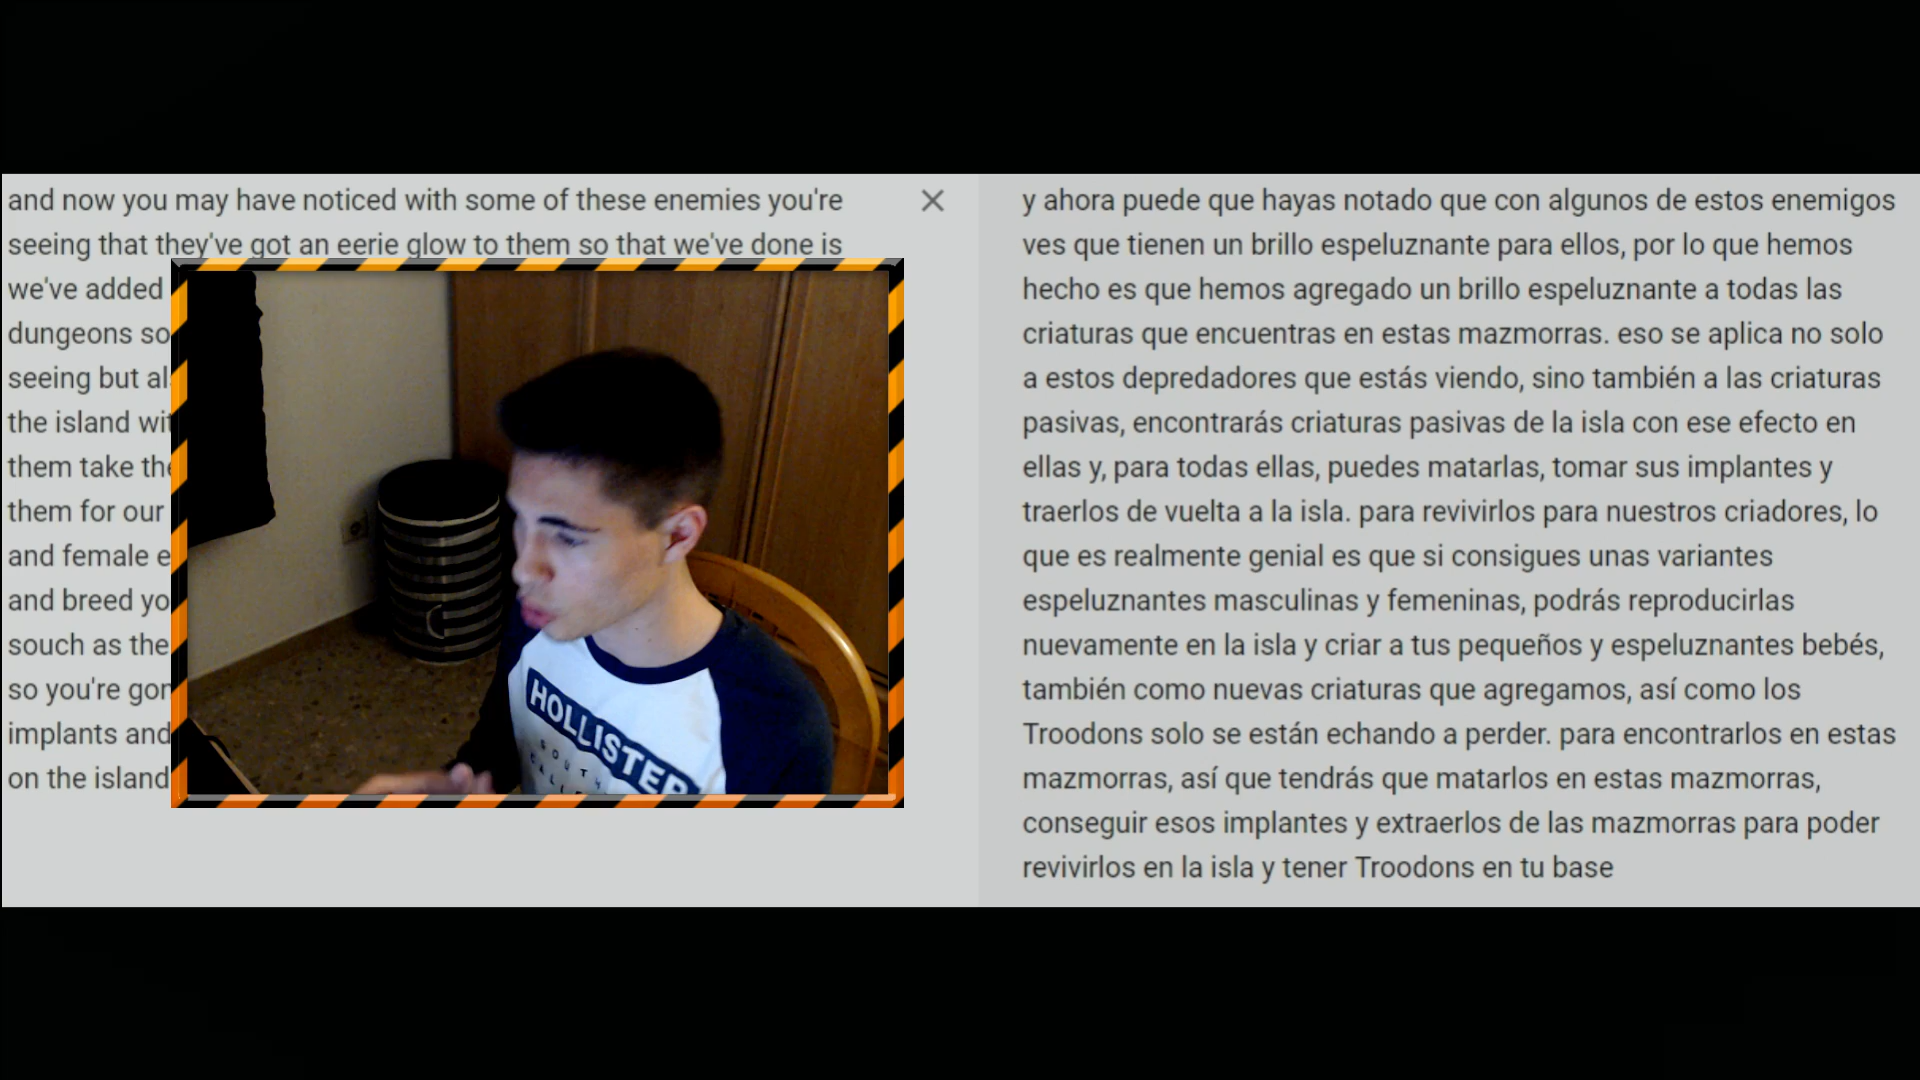 and now you may have noticed with some of these enemies you're
seeing that they've got an eerie glow to them so that we've done is
we've added
dungeons so
seeing but
the island
them take
them for our
and female
and breed
souch as the
so you're
implants and
on the island
HOLLISTER
y ahora puede que hayas notado que con algunos de estos enemigos
ves que tienen un brillo espeluznante para ellos, por lo que hemos
hecho es que hemos agregado un brillo espeluznante a todas las
criaturas que encuentras en estas mazmorras. eso se aplica no solo
a estos depredadores que estás viendo, sino también a las criaturas
pasivas, encontrarás criaturas pasivas de la isla con ese efecto en
ellas y, para todas ellas, puedes matarlas, tomar sus implantes y
traerlos de vuelta a la isla. para revivirlos para nuestros criadores, lo
que es realmente genial es que si consigues unas variantes
espeluznantes masculinas y femeninas, podrás reproducirlas
nuevamente en la isla y criar a tus pequeños y espeluznantes bebés,
también como nuevas criaturas que agregamos, así como los
Troodons solo se están echando a perder. para encontrarlos en estas
mazmorras, así que tendrás que matarlos en estas mazmorras,
conseguir esos implantes y extraerlos de las mazmorras para poder
revivirlos en la isla y tener Troodons en tu base